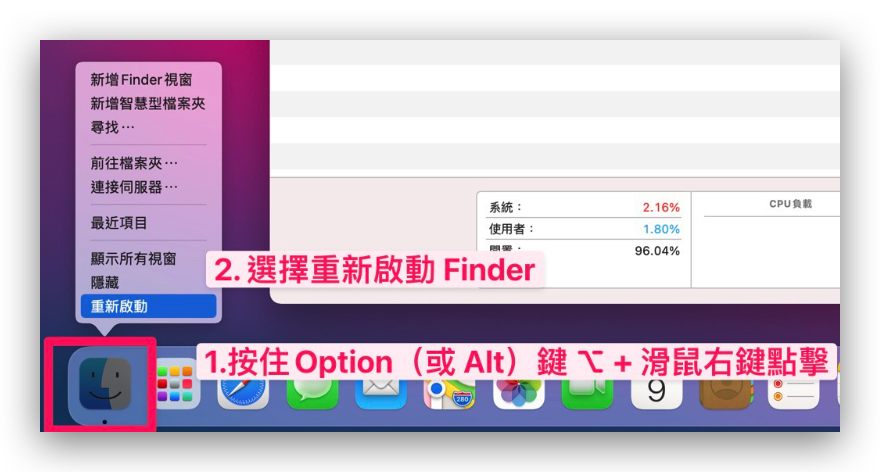 新增 Finder 視窗
新增智慧型檔案夾
尋找⋯
前往檔案夾⋯
連接伺服器⋯
最近項目
顯示所有視窗
隱藏
重新啟動
系統： 2.16%
使用者： 1.80%
閒置： 96.04%
CPU負載
2. 選擇重新啟動 Finder
1.按住 Option（或 Alt）鍵 ⌥ + 滑鼠右鍵點擊
280
9